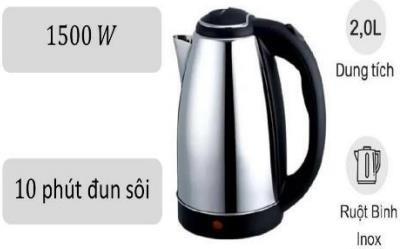 1500 W
2,0L
Dung tích
10 phút đun sôi
Ruột Bình
Inox